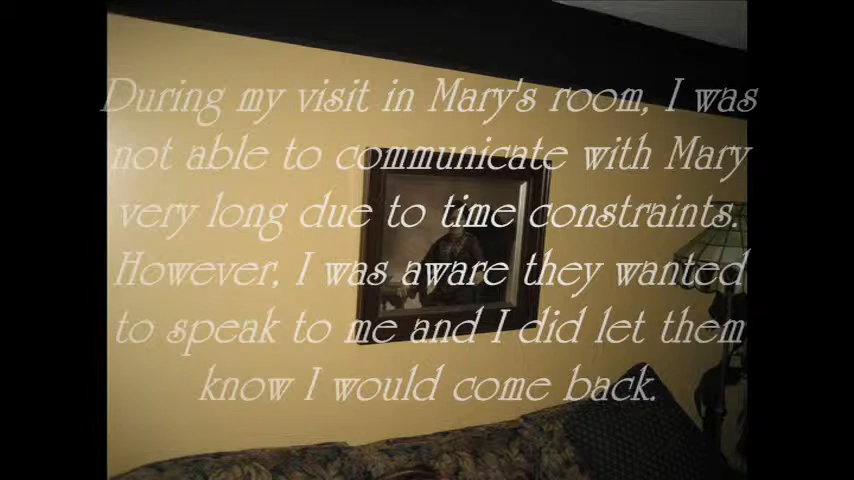 During my visit in Mary's room, I was
not able to communicate with Mary
very long due to time constraints.
However, I was aware they wanted
to speak to me and I did let them
know I would come back.